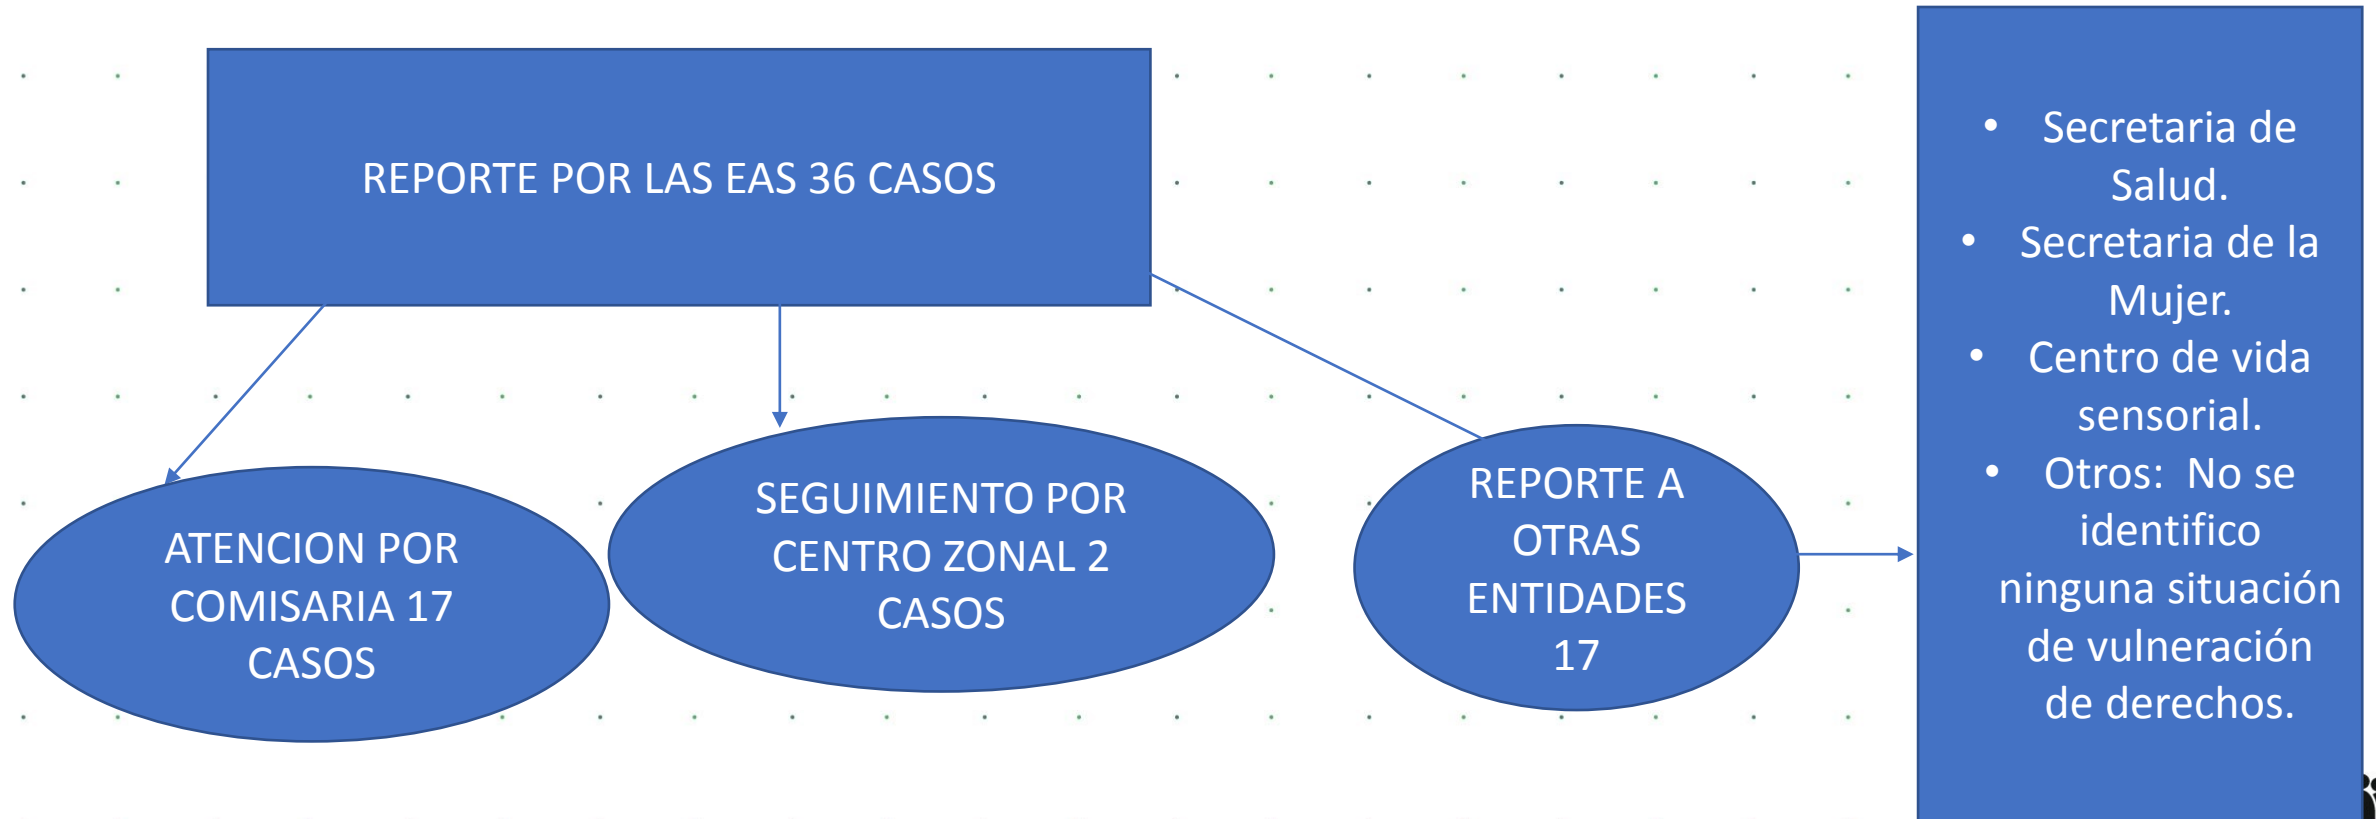 REPORTE POR LAS EAS 36 CASOS
ATENCION POR
COMISARIA 17
CASOS
SEGUIMIENTO POR
CENTRO ZONAL 2
CASOS
REPORTE A
OTRAS
ENTIDADES
17
• Secretaria de
Salud.
• Secretaria de la
Mujer.
• Centro de vida
sensorial.
• Otros:  No se
identifico
ninguna situación
de vulneración
de derechos.